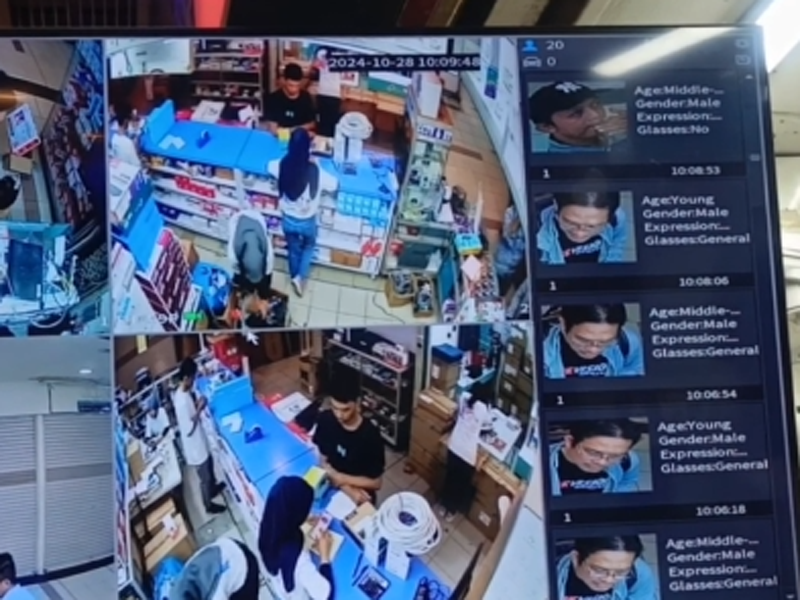 2024-10-28 10:09:48
20
0
Age:Middle-...
Gender:Male
Expression:...
Glasses:No
1 10:08:53
Age:Young
Gender:Male
Expression:...
Glasses:General
1 10:08:06
Age:Middle-...
Gender:Male
Expression:...
Glasses:General
1 10:06:54
Age:Young
Gender:Male
Expression:...
Glasses:General
1 10:06:18
Age:Middle-...
Gender:Male
Expression:...
Glasses:General